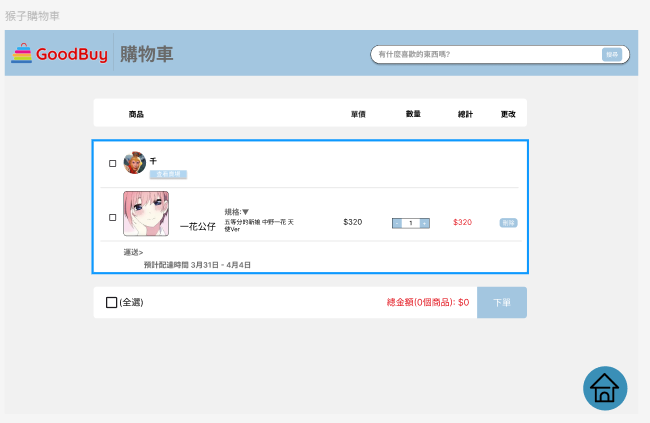 猴子購物車
GoodBuy 購物車
有什麼喜歡的東西嗎?
搜尋
商品 單價 數量 總計 更改
千
查看賣場
規格:▼
一花公仔 五等分的新娘 中野一花 天使Ver $320 - 1 + $320 刪除
運送>
預計配達時間 3月31日 - 4月4日
(全選) 總金額(0個商品): $0 下單